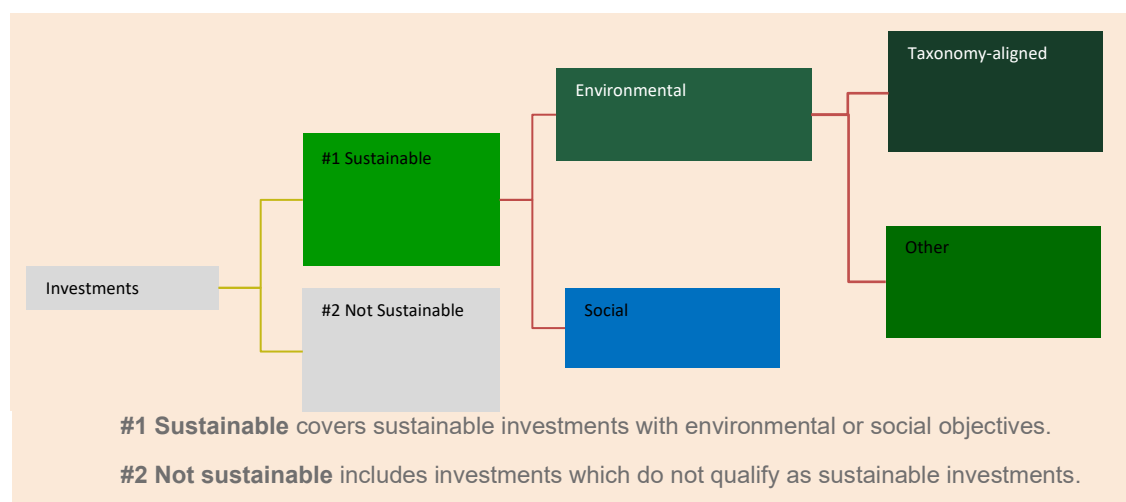 Taxonomy-aligned
Environmental
#1 Sustainable
Other
Investments
#2 Not Sustainable
Social
#1 Sustainable covers sustainable investments with environmental or social objectives.
#2 Not sustainable includes investments which do not qualify as sustainable investments.